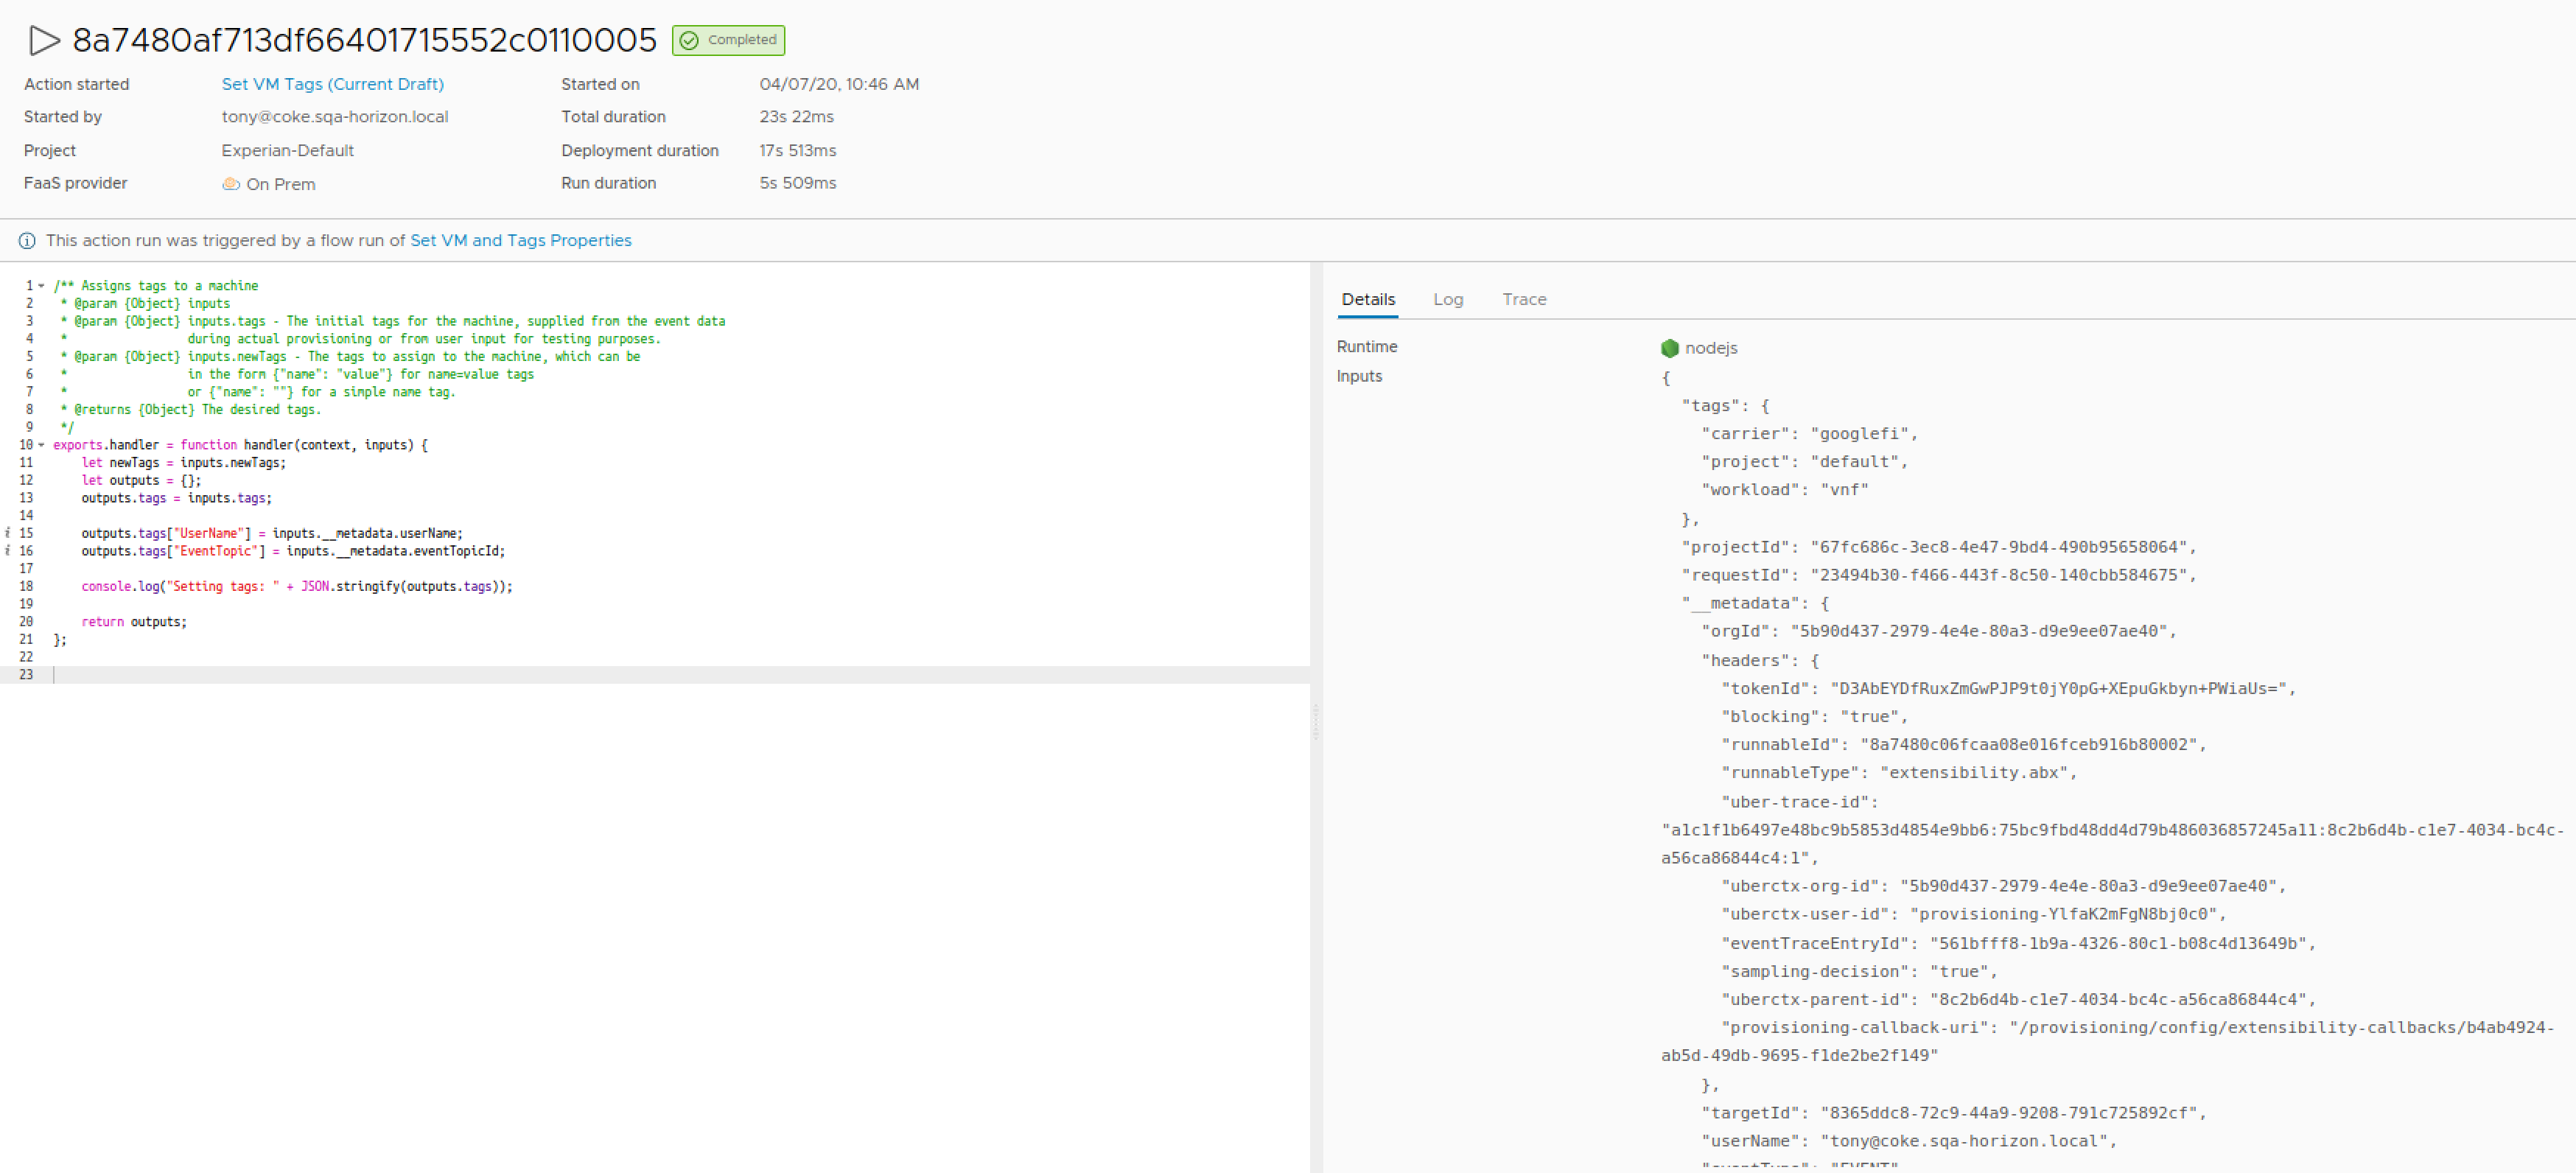 8a7480af713df66401715552c0110005 Completed
Action started Set VM Tags (Current Draft) Started on 04/07/20, 10:46 AM
Started by tony@coke.sqa-horizon.local Total duration 23s 22ms
Project Experian-Default Deployment duration 17s 513ms
FaaS provider On Prem Run duration 5s 509ms
This action run was triggered by a flow run of Set VM and Tags Properties
1 /** Assigns tags to a machine
2 * @param {Object} inputs
3 * @param {Object} inputs.tags - The initial tags for the machine, supplied from the event data
4 * during actual provisioning or from user input for testing purposes.
5 * @param {Object} inputs.newTags - The tags to assign to the machine, which can be
6 * in the form {"name": "value"} for name=value tags
7 * or {"name": ""} for a simple name tag.
8 * @returns {Object} The desired tags.
9 */
10 exports.handler = function handler(context, inputs) {
11 let newTags = inputs.newTags;
12 let outputs = {};
13 outputs.tags = inputs.tags;
14
15 outputs.tags["UserName"] = inputs.__metadata.userName;
16 outputs.tags["EventTopic"] = inputs.__metadata.eventTopicId;
17
18 console.log("Setting tags: " + JSON.stringify(outputs.tags));
19
20 return outputs;
21 };
22
23
Details Log Trace
Runtime nodejs
Inputs {
"tags": {
"carrier": "googlefi",
"project": "default",
"workload": "vnf"
},
"projectId": "67fc686c-3ec8-4e47-9bd4-490b95658064",
"requestId": "23494b30-f466-443f-8c50-140cbb584675",
"__metadata": {
"orgId": "5b90d437-2979-4e4e-80a3-d9e9ee07ae40",
"headers": {
"tokenId": "D3AbEYDfRuxZmGwPJP9t0jY0pG+XEpuGkbyn+PWiaUs=",
"blocking": "true",
"runnableId": "8a7480c06fcaa08e016fceb916b80002",
"runnableType": "extensibility.abx",
"uber-trace-id":
"a1c1f1b6497e48bc9b5853d4854e9bb6:75bc9fbd48dd4d79b486036857245a11:8c2b6d4b-c1e7-4034-bc4c-
a56ca86844c4:1",
"uberctx-org-id": "5b90d437-2979-4e4e-80a3-d9e9ee07ae40",
"uberctx-user-id": "provisioning-YlfaK2mFgN8bj0c0",
"eventTraceEntryId": "561bfff8-1b9a-4326-80c1-b08c4d13649b",
"sampling-decision": "true",
"uberctx-parent-id": "8c2b6d4b-c1e7-4034-bc4c-a56ca86844c4",
"provisioning-callback-uri": "/provisioning/config/extensibility-callbacks/b4ab4924-
ab5d-49db-9695-f1de2be2f149"
},
"targetId": "8365ddc8-72c9-44a9-9208-791c725892cf",
"userName": "tony@coke.sqa-horizon.local",